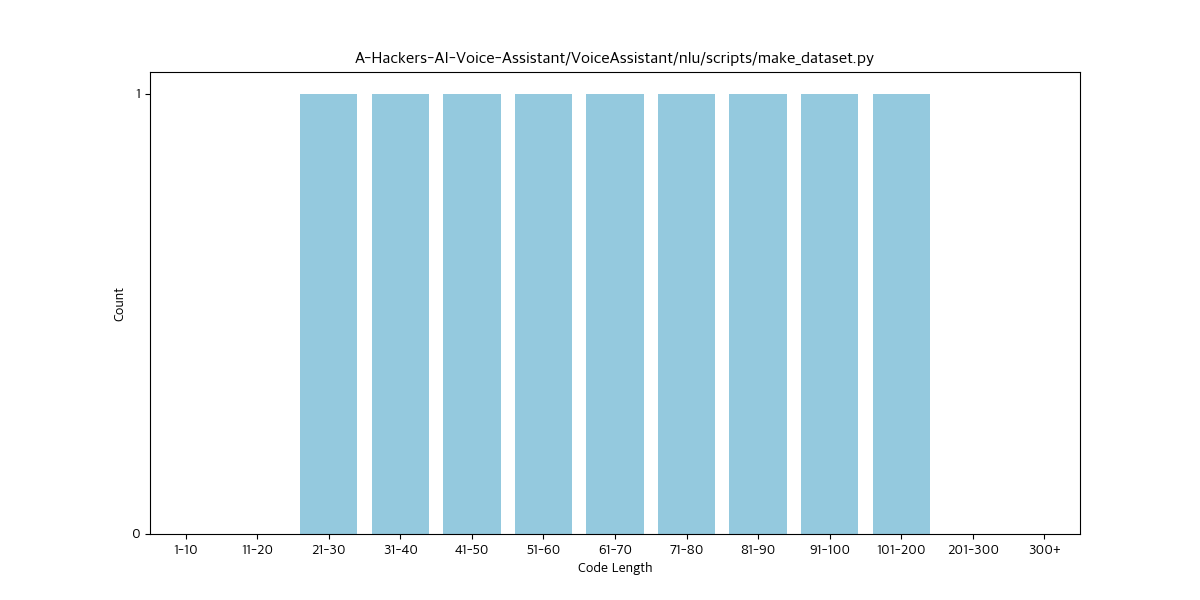 A-Hackers-AI-Voice-Assistant/VoiceAssistant/nlu/scripts/make_dataset.py
1
Count
0
1-10 11-20 21-30 31-40 41-50 51-60 61-70 71-80 81-90 91-100 101-200 201-300 300+
Code Length